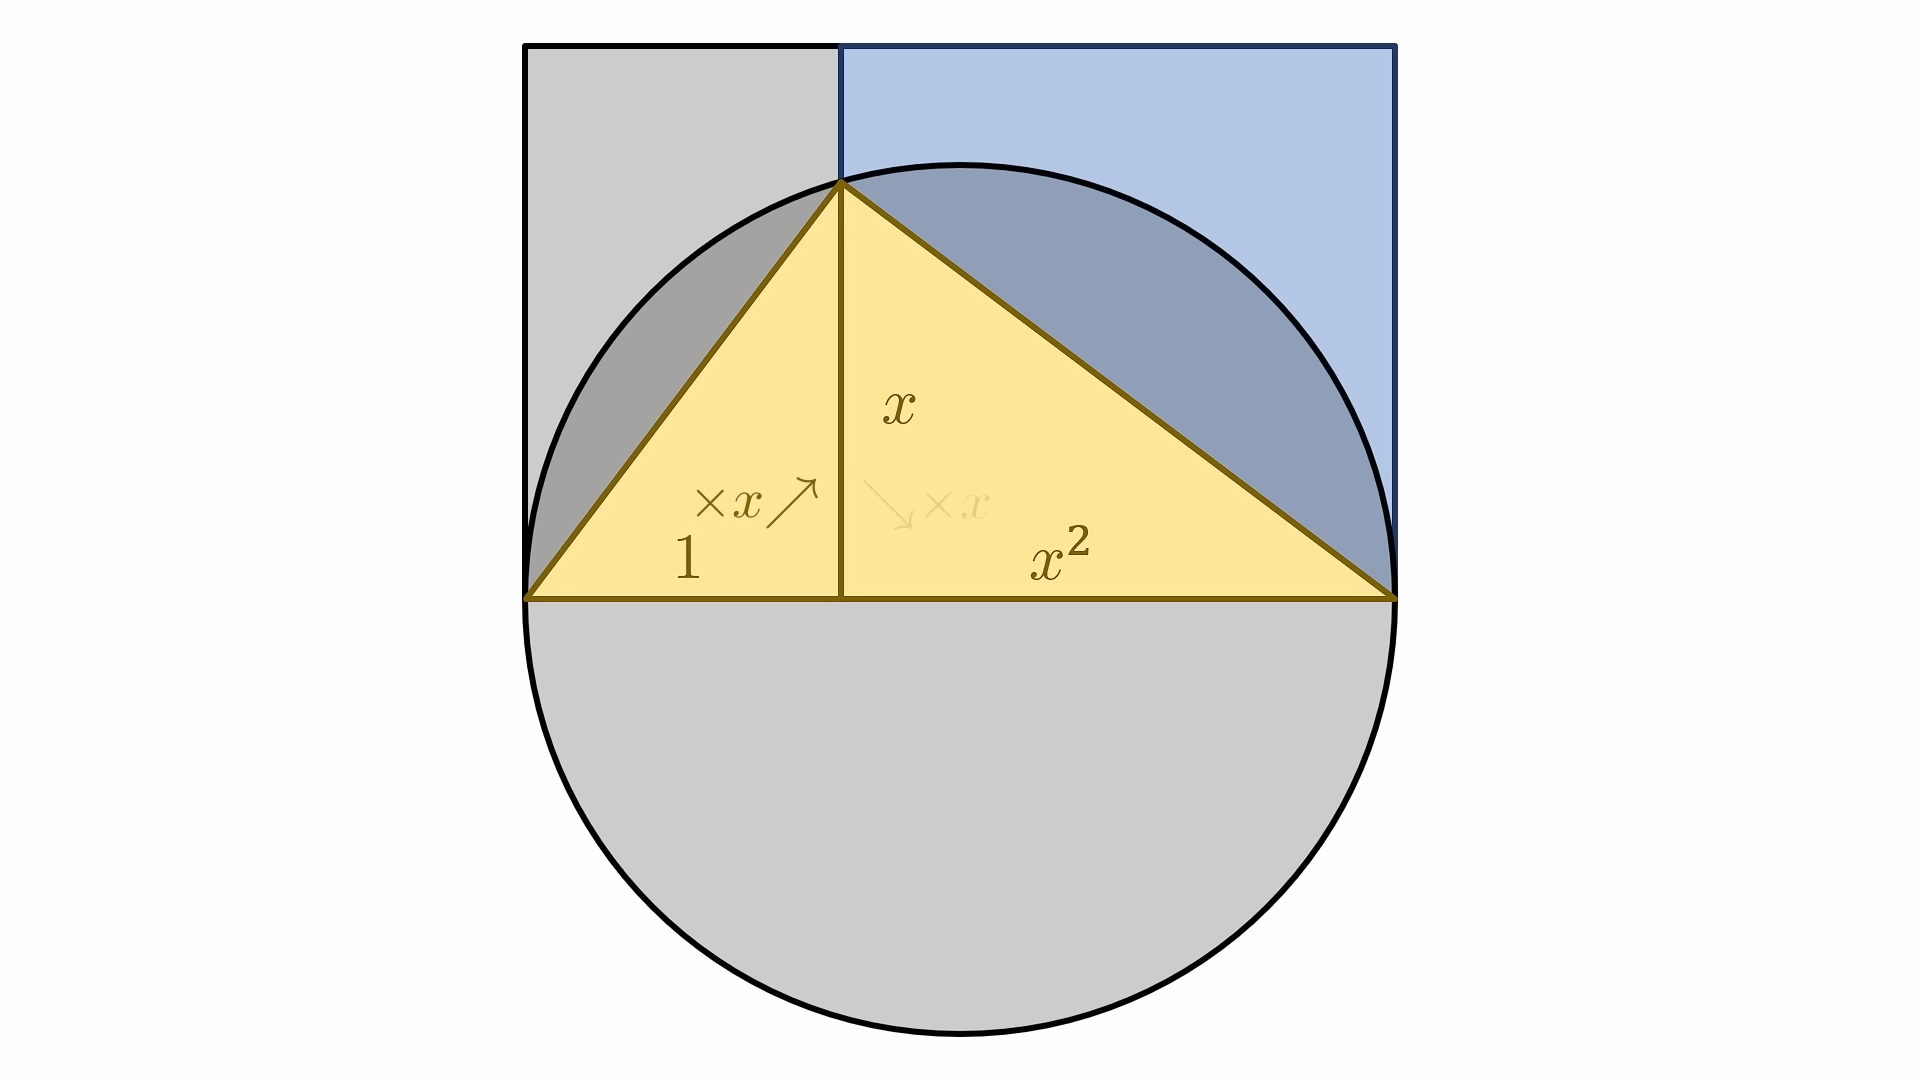 x
×x↗ ↘×x
1 x²